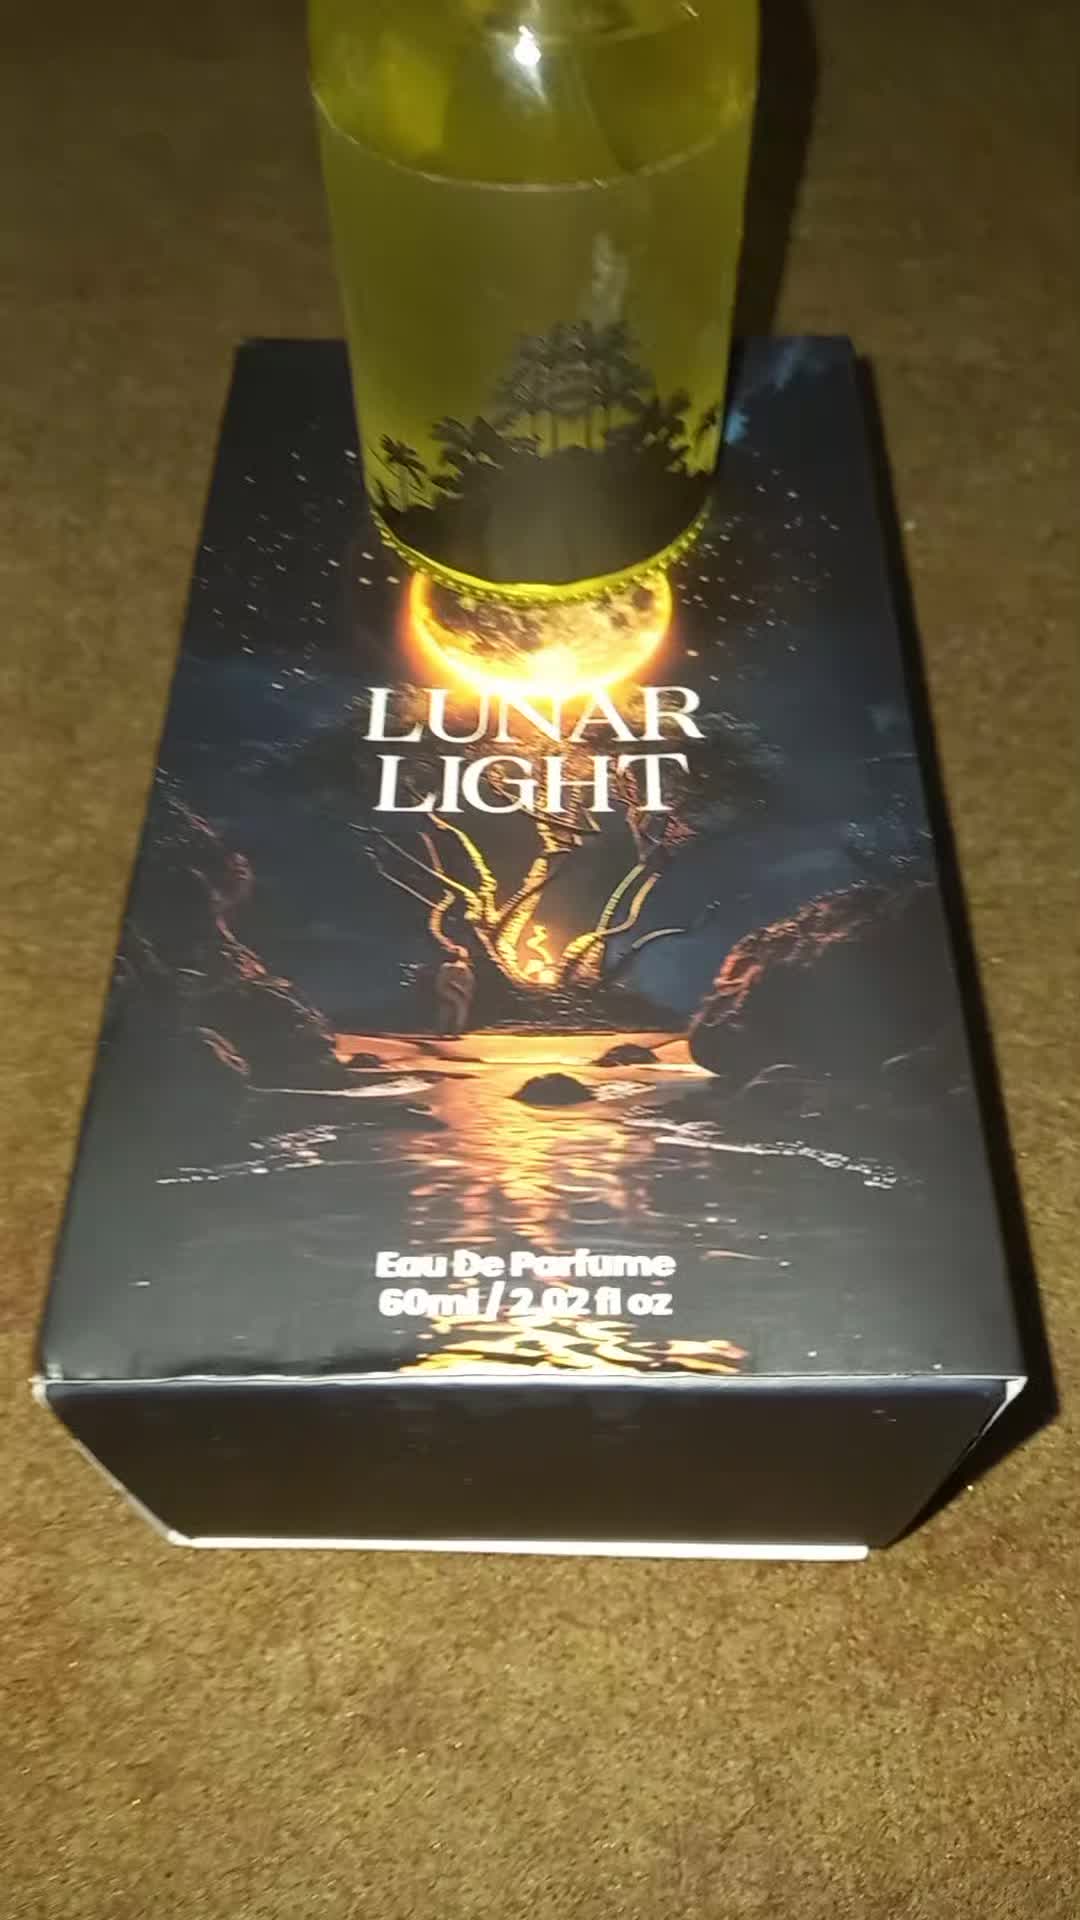 LUNAR
LIGHT
Eau De Parfume
60ml / 2.02 fl oz